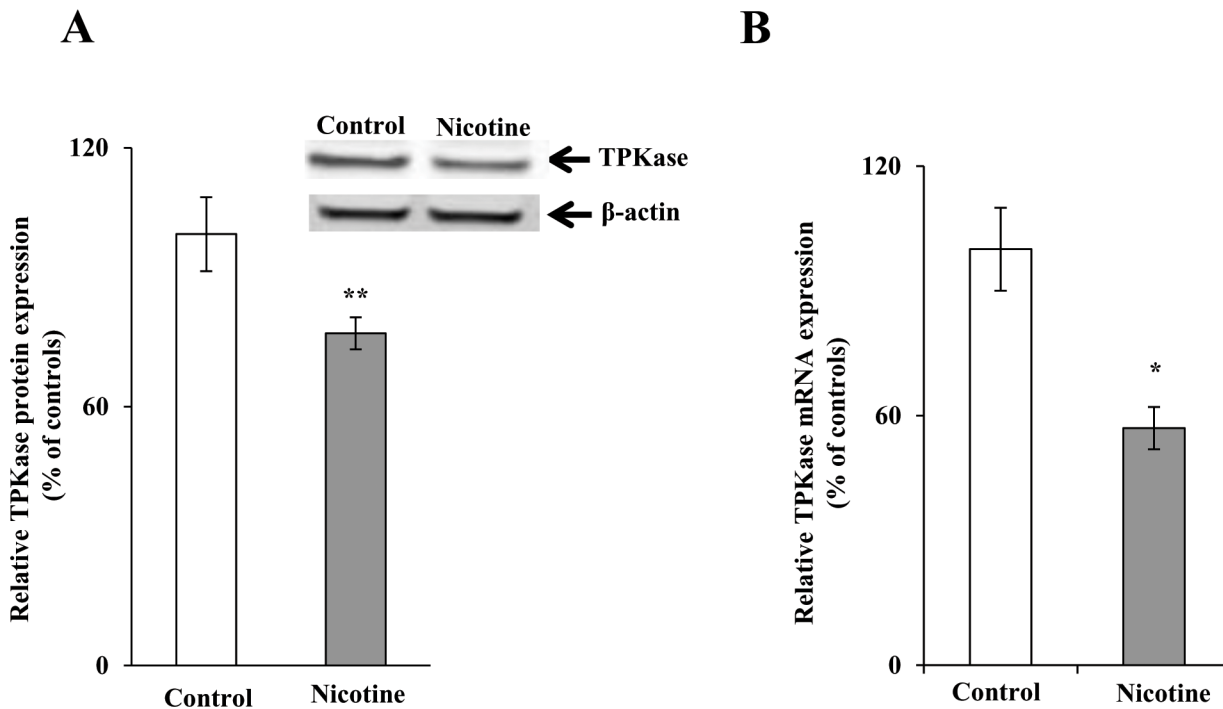 A
Relative TPKase protein expression
(% of controls)
120
60
0
Control
Nicotine
TPKase
β-actin
**
Control
Nicotine
B
Relative TPKase mRNA expression
(% of controls)
120
60
0
*
Control
Nicotine